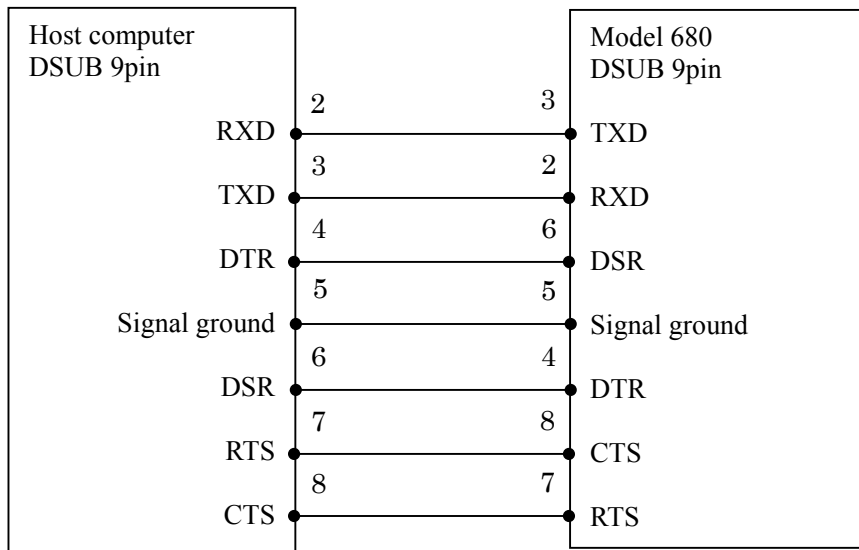 Host computer
DSUB 9pin
Model 680
DSUB 9pin
2 3
RXD TXD
3 2
TXD RXD
4 6
DTR DSR
5 5
Signal ground Signal ground
6 4
DSR DTR
7 8
RTS CTS
8 7
CTS RTS